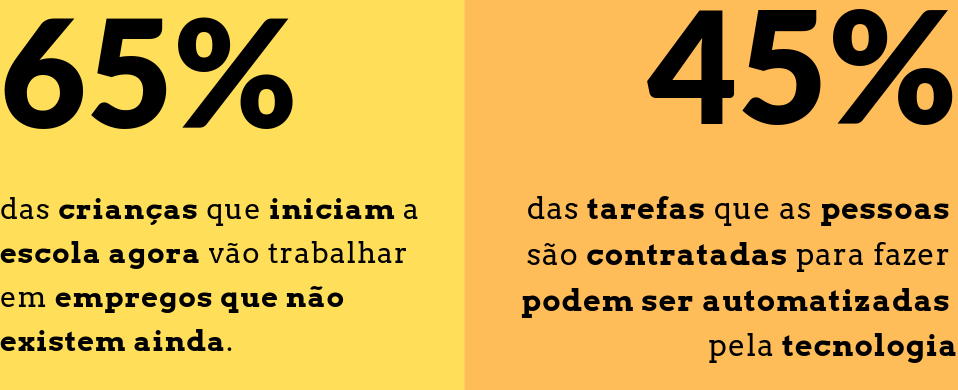 65%
das crianças que iniciam a
escola agora vão trabalhar
em empregos que não
existem ainda.
45%
das tarefas que as pessoas
são contratadas para fazer
podem ser automatizadas
pela tecnologia